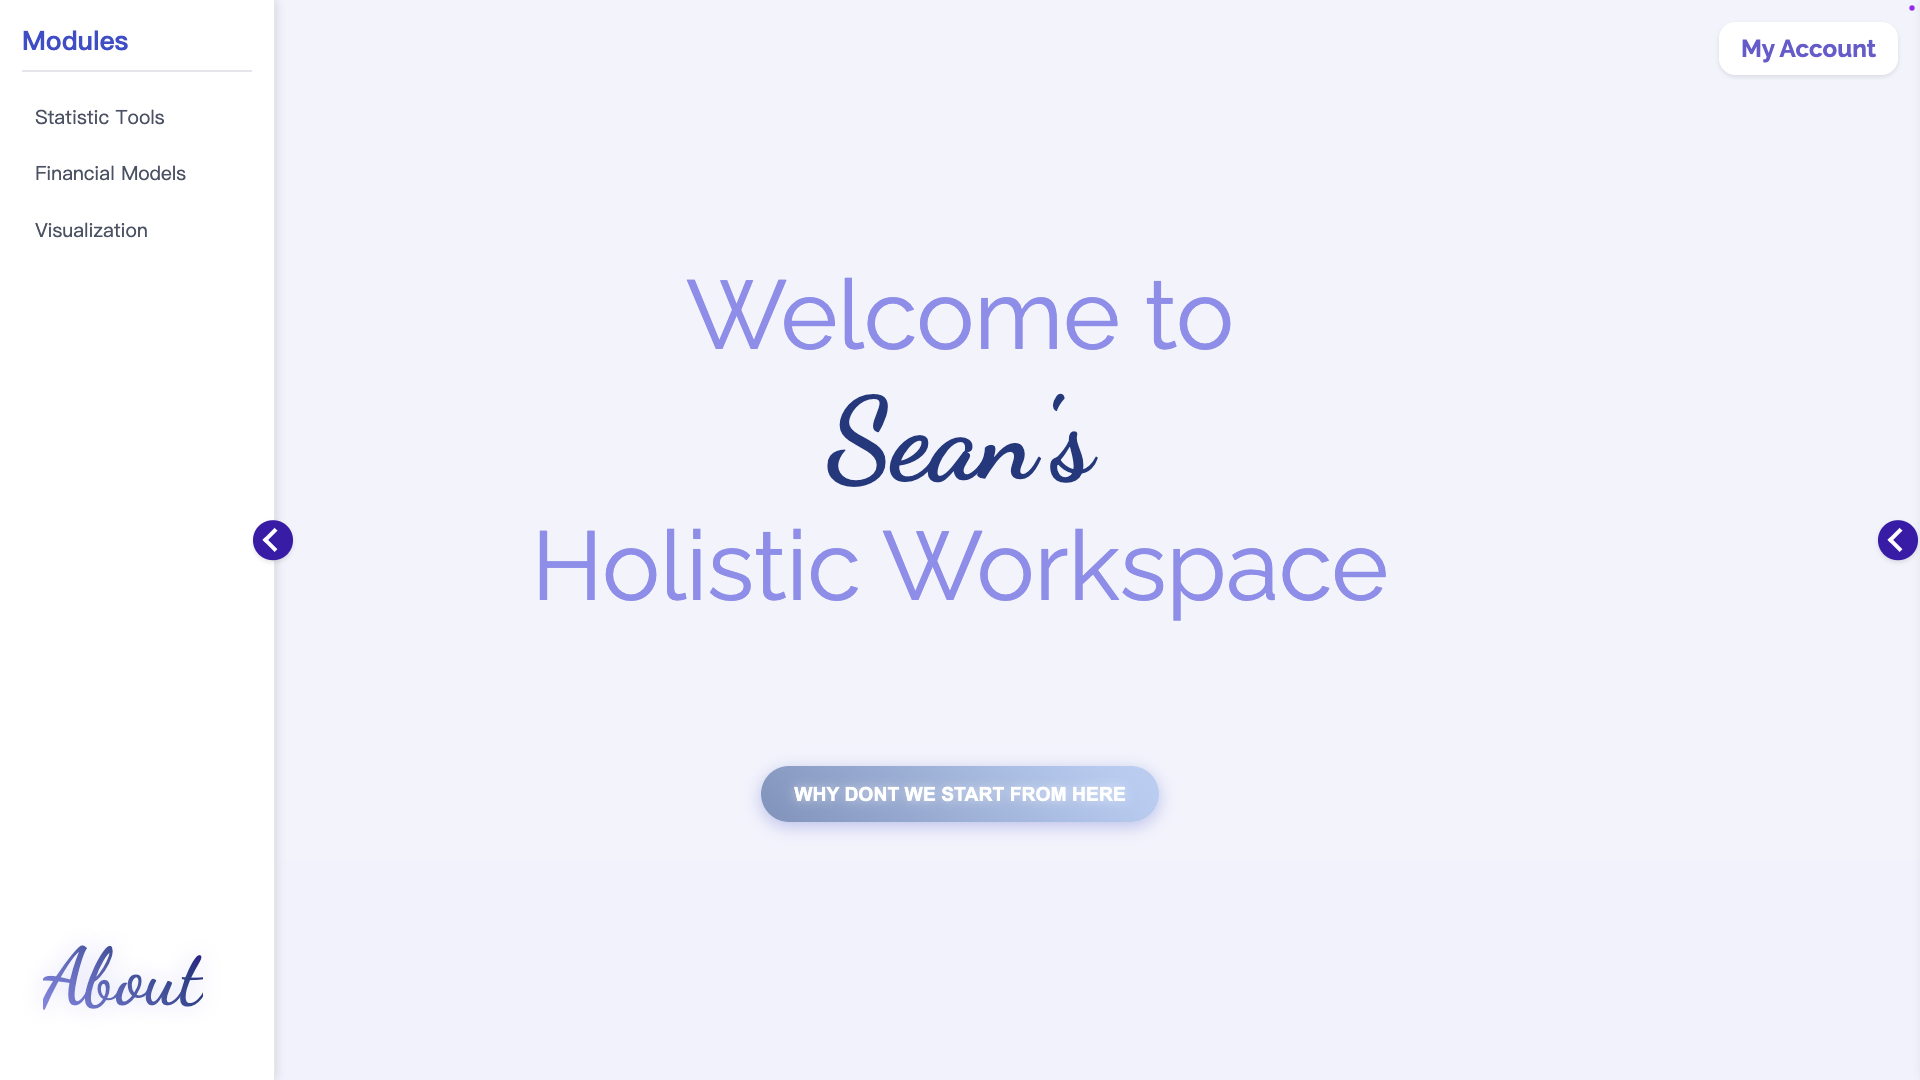 Modules
Statistic Tools
Financial Models
Visualization
About
My Account
Welcome to
Sean's
Holistic Workspace
WHY DONT WE START FROM HERE